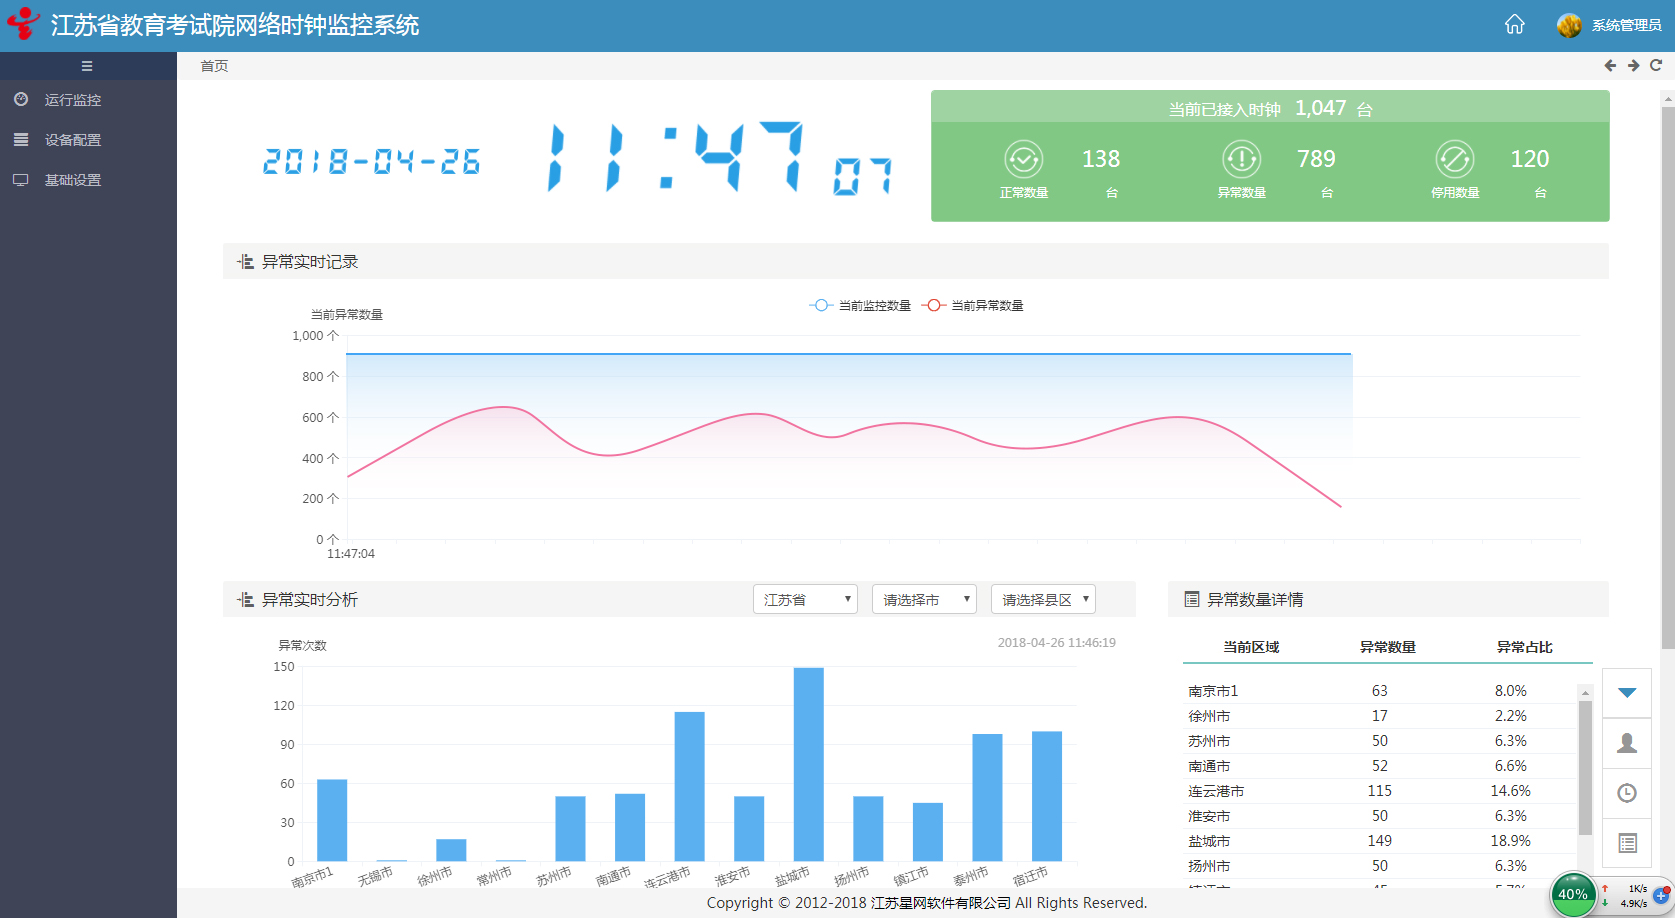 江苏省教育考试院网络时钟监控系统
系统管理员
首页
运行监控
设备配置
基础设置
2018-04-26 11:47 07
当前已接入时钟 1,047 台
138 789 120
正常数量 台 异常数量 台 停用数量 台
异常实时记录
当前监控数量 当前异常数量
当前异常数量
1,000 个
800 个
600 个
400 个
200 个
0 个
11:47:04
异常实时分析 江苏省 请选择市 请选择县区
异常次数 2018-04-26 11:46:19
150
120
90
60
30
0
南京市1 无锡市 徐州市 常州市 苏州市 南通市 连云港市 淮安市 盐城市 扬州市 镇江市 泰州市 宿迁市
异常数量详情
当前区域 异常数量 异常占比
南京市1 63 8.0%
徐州市 17 2.2%
苏州市 50 6.3%
南通市 52 6.6%
连云港市 115 14.6%
淮安市 50 6.3%
盐城市 149 18.9%
扬州市 50 6.3%
40% 1K/s
4.9K/s
Copyright © 2012-2018 江苏星网软件有限公司 All Rights Reserved.